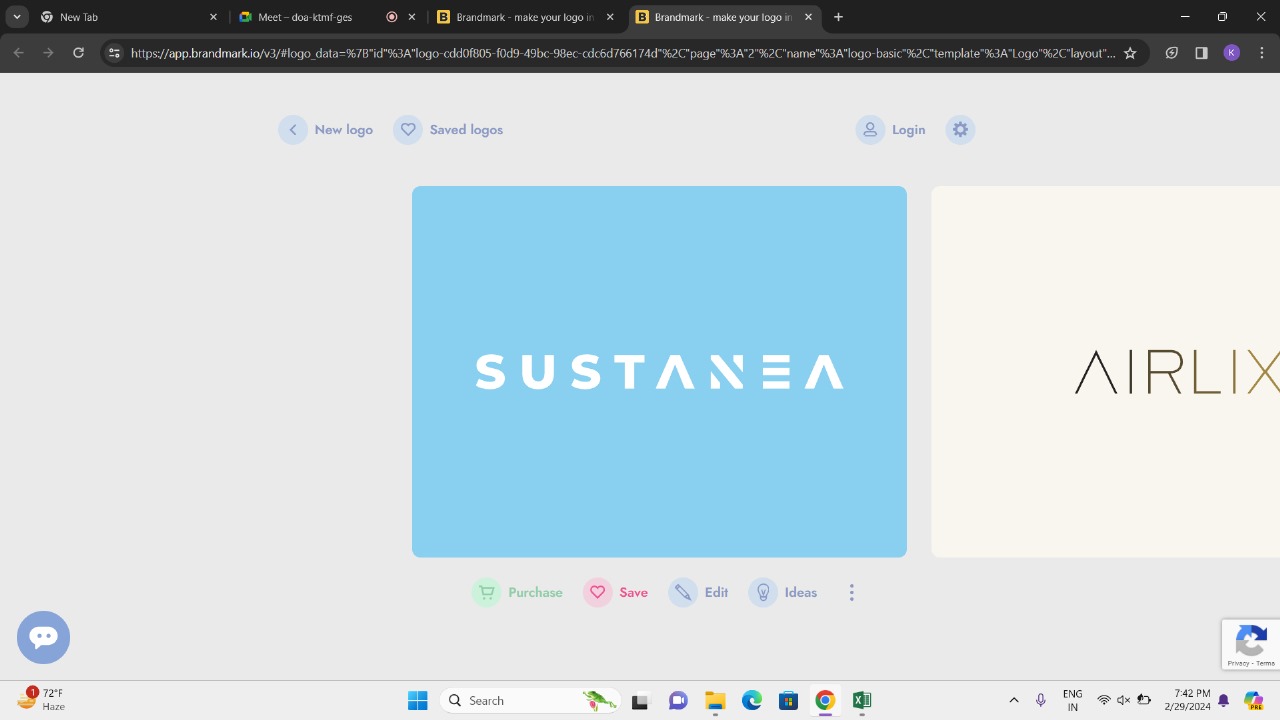 New Tab
Meet – doa-ktmf-ges
Brandmark - make your logo in
Brandmark - make your logo in
https://app.brandmark.io/v3/#logo_data=%7B"id"%3A"logo-cdd0f805-f0d9-49bc-98ec-cdc6d766174d"%2C"page"%3A"2"%2C"name"%3A"logo-basic"%2C"template"%3A"Logo"%2C"layout"...
K
New logo
Saved logos
Login
SUSTANEA
AIRLIX
Purchase
Save
Edit
Ideas
Privacy - Terms
1
72°F
Haze
Search
ENG
IN
7:42 PM
2/29/2024
PRE